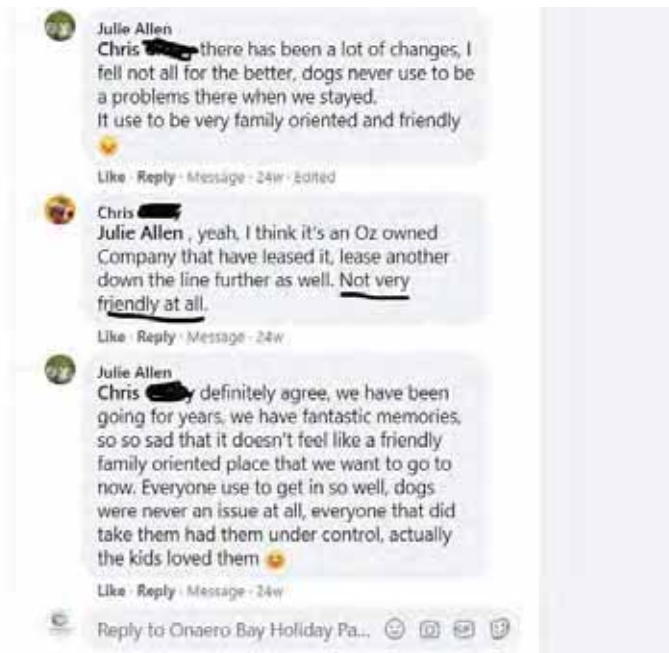 Julie Allen
Chris there has been a lot of changes, I
fell not all for the better, dogs never use to be
a problems there when we stayed.
It use to be very family oriented and friendly
Like · Reply · Message · 24w · Edited
Chris
Julie Allen , yeah, I think it's an Oz owned
Company that have leased it, lease another
down the line further as well. Not very
friendly at all.
Like · Reply · Message · 24w
Julie Allen
Chris y definitely agree, we have been
going for years, we have fantastic memories,
so so sad that it doesn't feel like a friendly
family oriented place that we want to go to
now. Everyone use to get in so well, dogs
were never an issue at all, everyone that did
take them had them under control, actually
the kids loved them
Like · Reply · Message · 24w
Reply to Onaero Bay Holiday Pa...
GIF